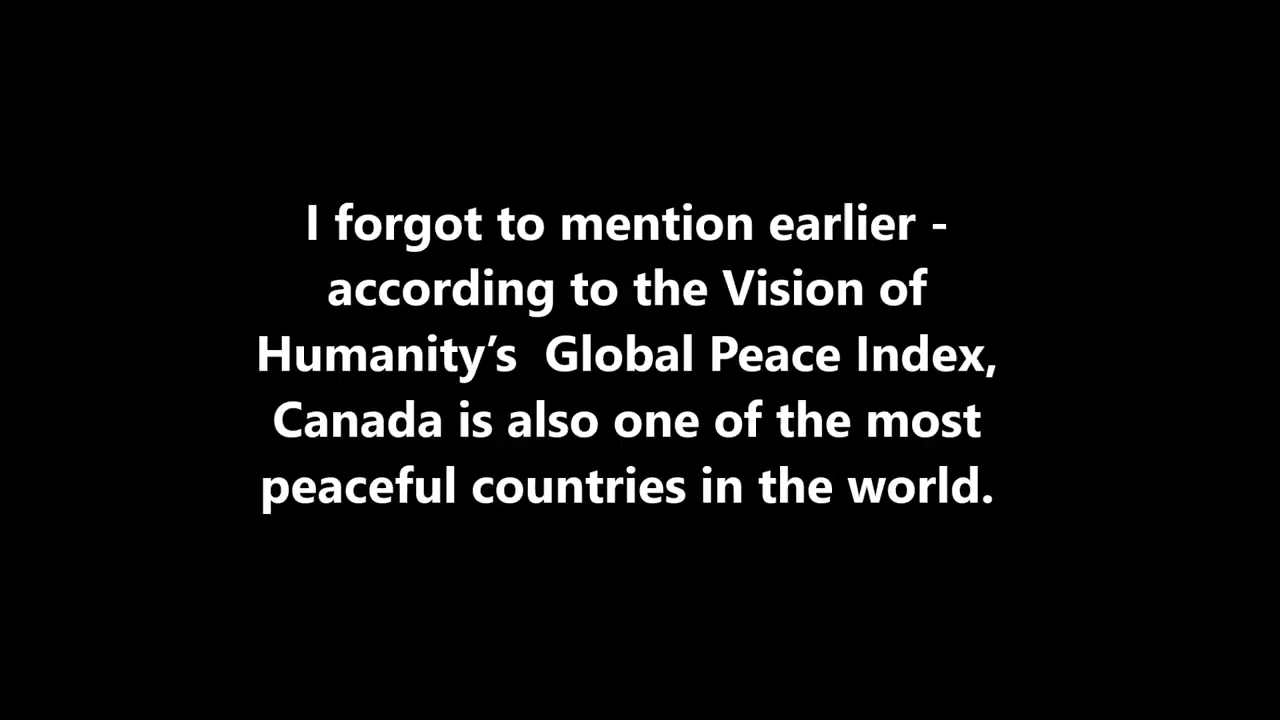 I forgot to mention earlier -
according to the Vision of
Humanity’s  Global Peace Index,
Canada is also one of the most
peaceful countries in the world.